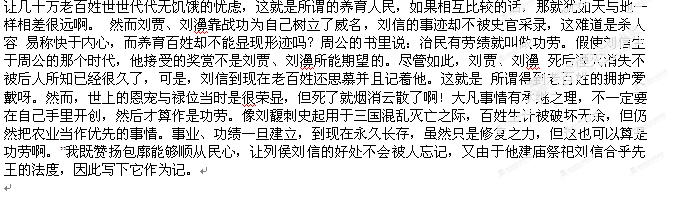 让几十万老百姓世世代代无饥饿的忧虑，这就是所谓的养育人民，如果相互比较的话，那就犹如天与地一
样相差很远啊。 然而刘贾、刘濞靠战功为自己树立了威名，刘信的事迹却不被史官采录，这难道是杀人
容 易称快于内心，而养育百姓却不能显现形迹吗？周公的书里说：治民有劳绩就叫做功劳。假使刘信生
于周公的那个时代，他接受的奖赏不是刘贾、刘濞所能期望的。尽管如此，刘贾、刘濞 死后 消失不
被后人所知已经很久了，可是，刘信到现在老百姓还思慕并且记着他。这就是 所谓得到老百姓的拥护爱
戴呀。然而，世上的恩宠与禄位当时是很荣显，但死了就烟消云散了啊！大凡事情有 之理，不一定要
在自己手里开创，然后才算作是功劳。像刘馥刺史起用于三国混乱灭亡之际，百姓生计被破坏无余，但仍
然把农业当作优先的事情。事业、功绩一旦建立，到现在永久长存，虽然只是修复之力，但这也可以算是
功劳啊。”我既赞扬包廓能够顺从民心，让列侯刘信的好处不会被人忘记，又由于他建庙祭祀刘信合乎先
王的法度，因此写下它作为记。